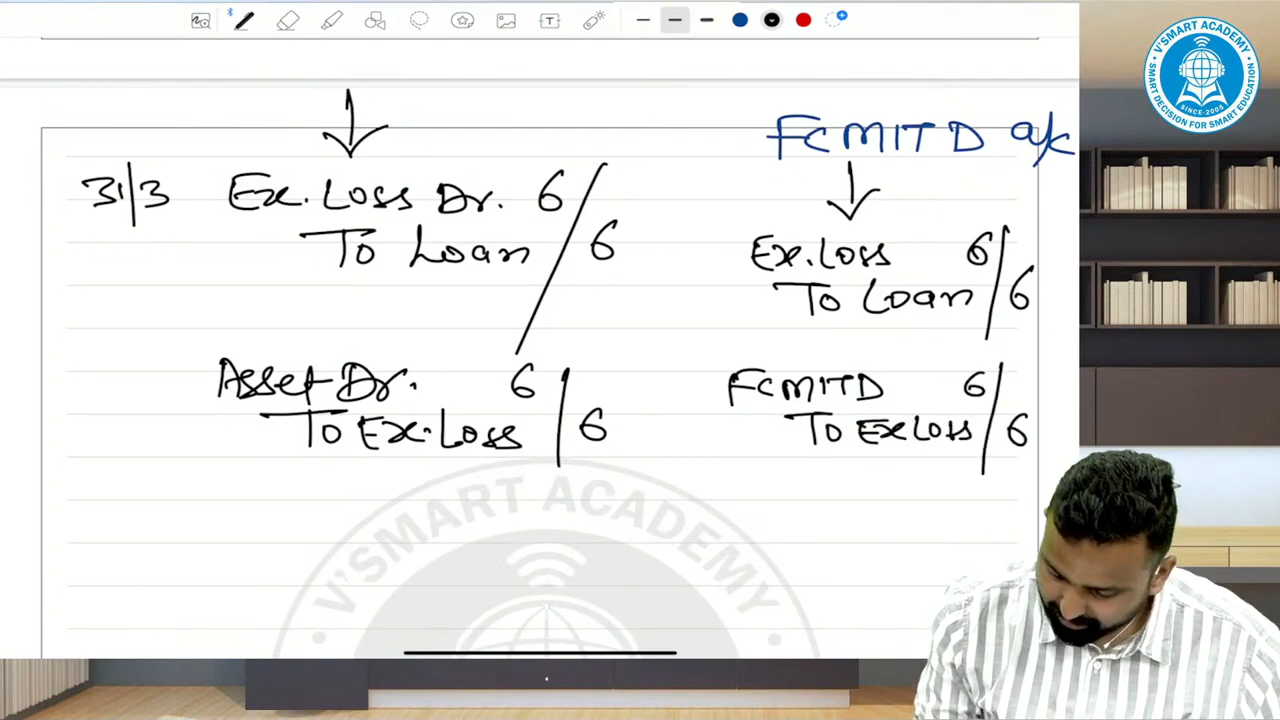 V'SMART ACADEMY
SINCE-2005
SMART DECISION FOR SMART EDUCATION
FCMITD a/c
31/3 Ex. Loss Dr. 6
To Loan 6
Ex. Loss 6
To Loan 6
Asset Dr. 6
To Ex. Loss 6
FCMITD 6
To Ex Loss 6
V'SMART ACADEMY